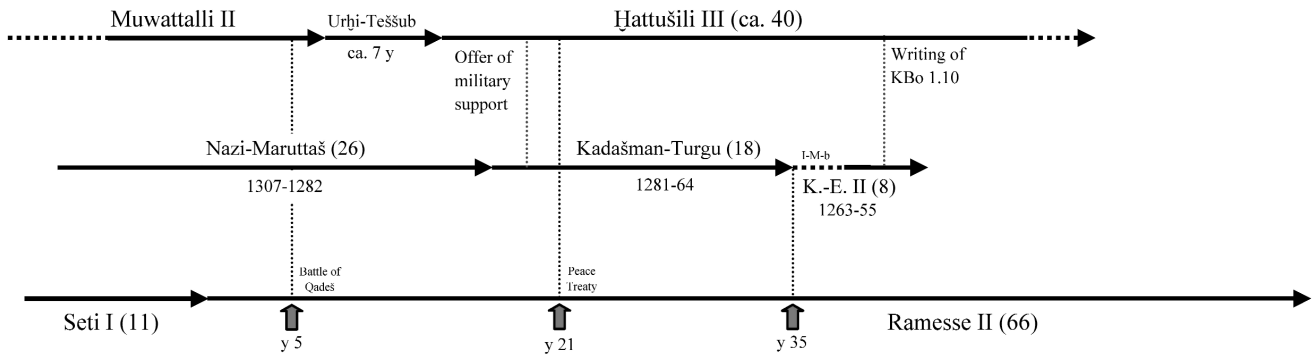 Muwattalli II
Urḫi-Teššub
Ḫattušili III (ca. 40)
ca. 7 y
Offer of
military
support
Writing of
KBo 1.10
Nazi-Maruttaš (26)
Kadašman-Turgu (18)
I-M-b
1307-1282
1281-64
K.-E. II (8)
1263-55
Battle of
Qadeš
Peace
Treaty
Seti I (11)
Ramesse II (66)
y 5
y 21
y 35